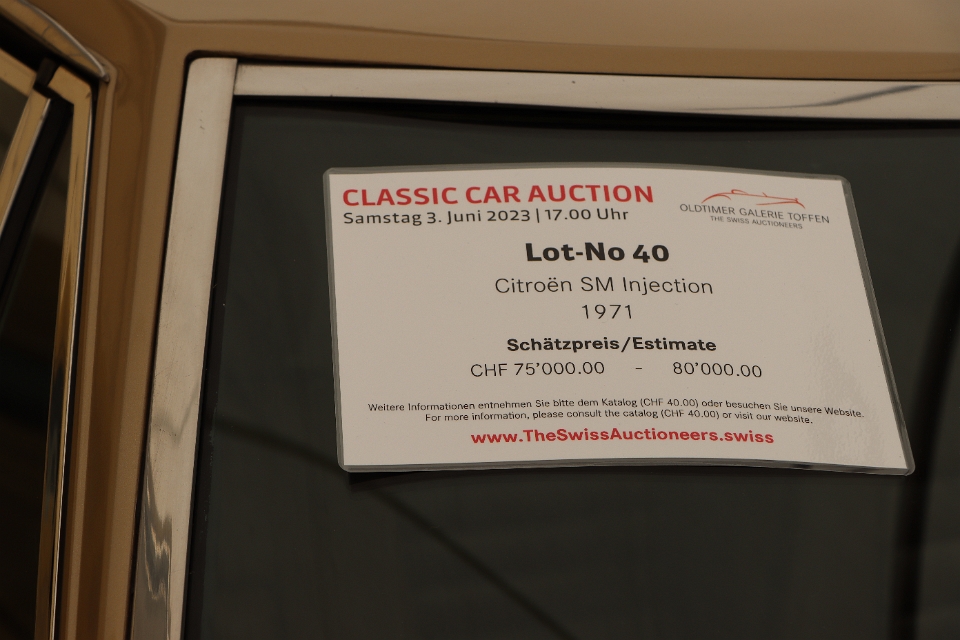 CLASSIC CAR AUCTION
Samstag 3. Juni 2023 | 17.00 Uhr
OLDTIMER GALERIE TOFFEN
THE SWISS AUCTIONEERS
Lot-No 40
Citroën SM Injection
1971
Schätzpreis/Estimate
CHF 75'000.00 - 80'000.00
Weitere Informationen entnehmen Sie bitte dem Katalog (CHF 40.00) oder besuchen Sie unsere Website.
For more information, please consult the catalog (CHF 40.00) or visit our website.
www.TheSwissAuctioneers.swiss